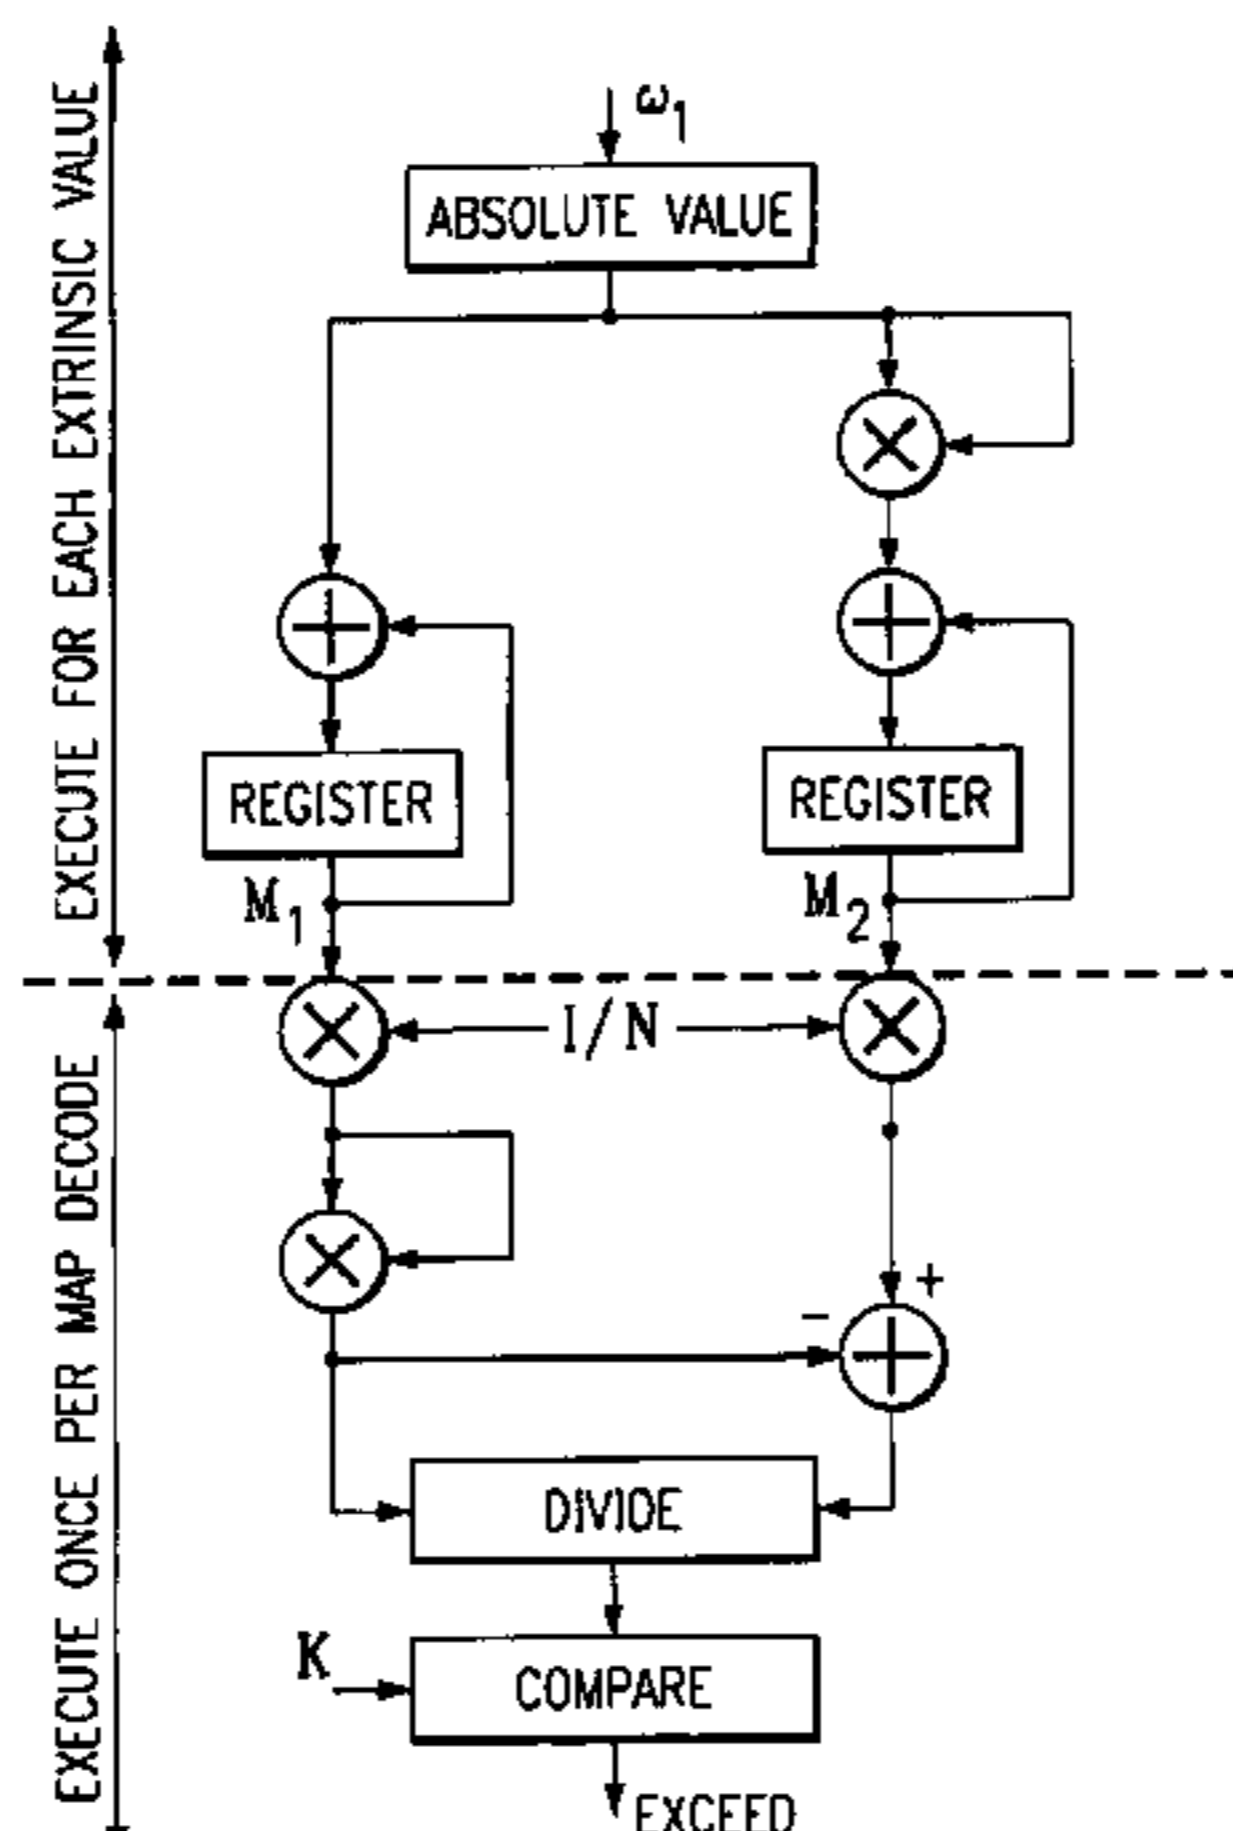 EXECUTE FOR EACH EXTRINSIC VALUE
ω1
ABSOLUTE VALUE
REGISTER
REGISTER
M1
M2
I/N
EXECUTE ONCE PER MAP DECODE
+
-
DIVIDE
K
COMPARE
EXCEED